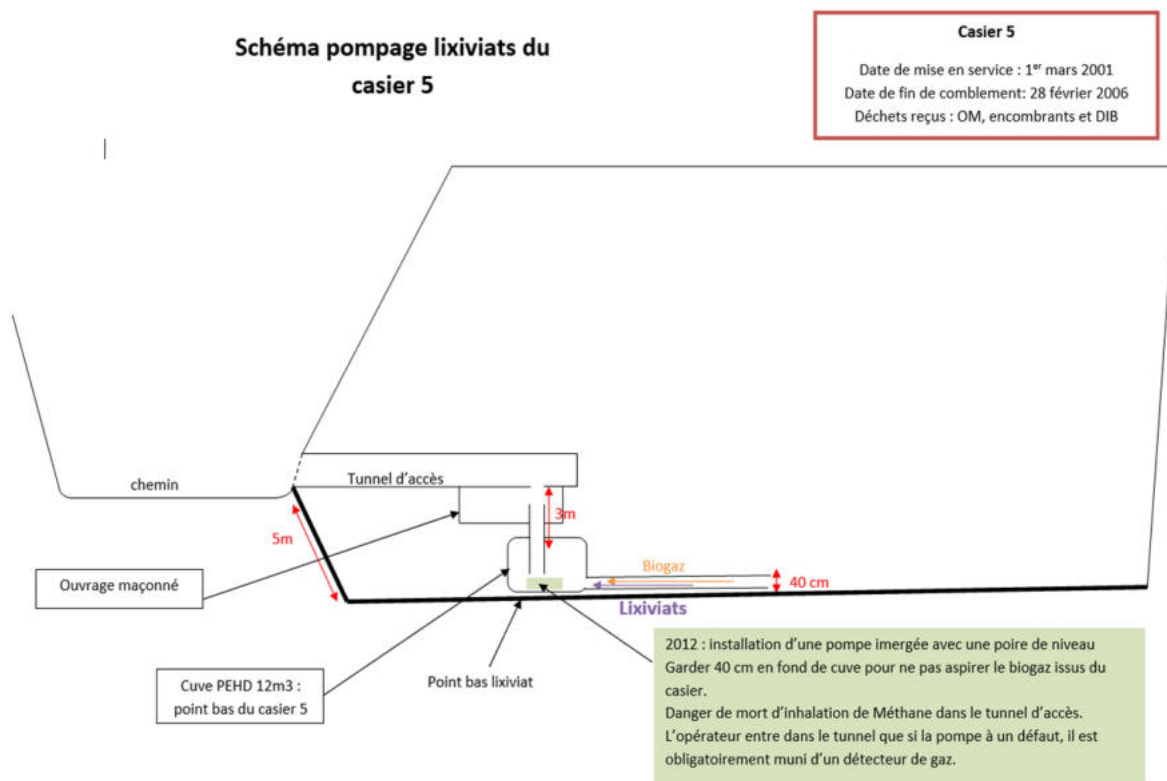 Schéma pompage lixiviats du
casier 5
Casier 5
Date de mise en service : 1er mars 2001
Date de fin de comblement: 28 février 2006
Déchets reçus : OM, encombrants et DIB
chemin
Tunnel d'accès
3m
5m
Ouvrage maçonné
Biogaz
40 cm
Lixiviats
Cuve PEHD 12m3 :
point bas du casier 5
Point bas lixiviat
2012 : installation d'une pompe imergée avec une poire de niveau
Garder 40 cm en fond de cuve pour ne pas aspirer le biogaz issus du
casier.
Danger de mort d'inhalation de Méthane dans le tunnel d'accès.
L'opérateur entre dans le tunnel que si la pompe à un défaut, il est
obligatoirement muni d'un détecteur de gaz.